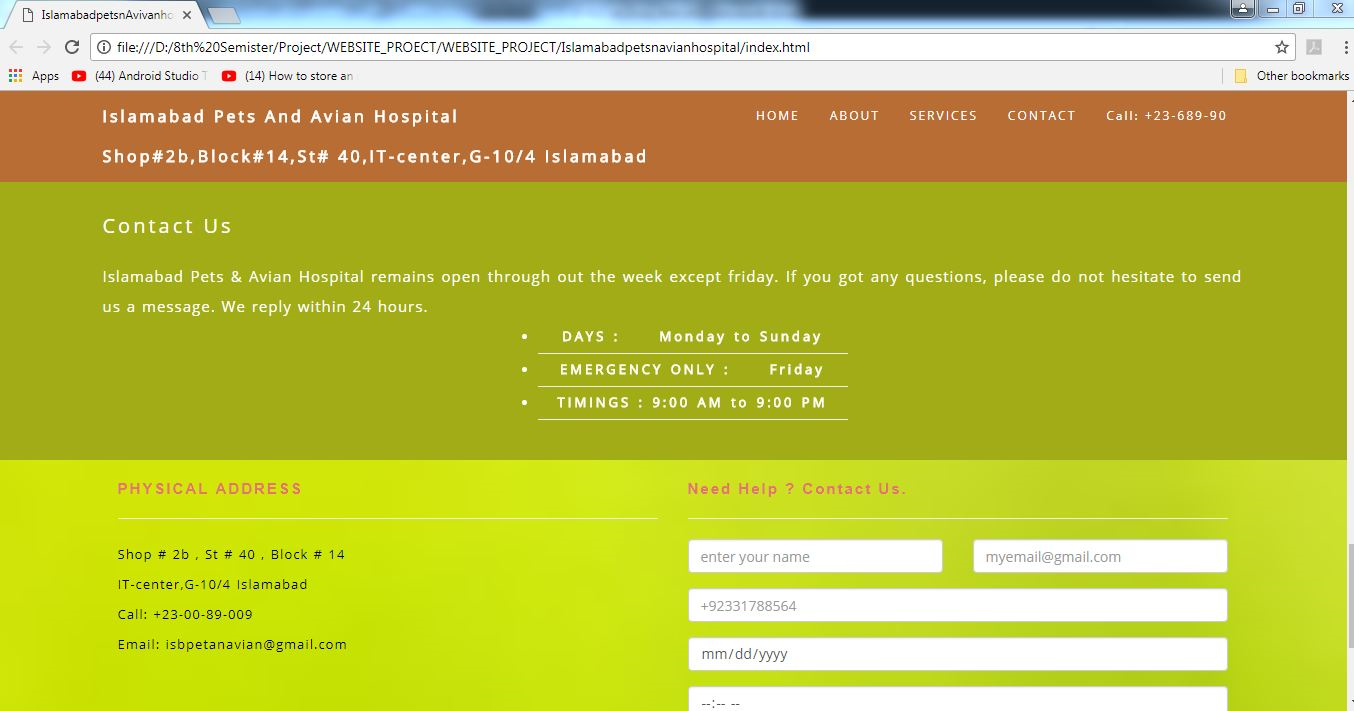 IslamabadpetsnAvivanho
file:///D:/8th%20Semister/Project/WEBSITE_PROECT/WEBSITE_PROJECT/Islamabadpetsnavianhospital/index.html
Apps (44) Android Studio T (14) How to store an Other bookmarks
Islamabad Pets And Avian Hospital
HOME ABOUT SERVICES CONTACT Call: +23-689-90
Shop#2b,Block#14,St# 40,IT-center,G-10/4 Islamabad
Contact Us
Islamabad Pets & Avian Hospital remains open through out the week except friday. If you got any questions, please do not hesitate to send
us a message. We reply within 24 hours.
DAYS : Monday to Sunday
EMERGENCY ONLY : Friday
TIMINGS : 9:00 AM to 9:00 PM
PHYSICAL ADDRESS
Shop # 2b , St # 40 , Block # 14
IT-center,G-10/4 Islamabad
Call: +23-00-89-009
Email: isbpetanavian@gmail.com
Need Help ? Contact Us.
enter your name
myemail@gmail.com
+92331788564
mm/dd/yyyy
--:-- --